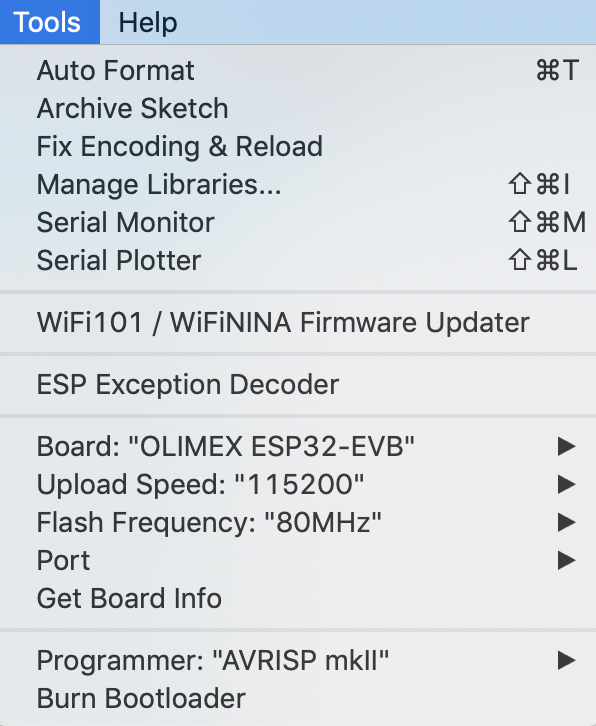 Tools Help
Auto Format ⌘T
Archive Sketch
Fix Encoding & Reload
Manage Libraries... ⇧⌘I
Serial Monitor ⇧⌘M
Serial Plotter ⇧⌘L
WiFi101 / WiFiNINA Firmware Updater
ESP Exception Decoder
Board: "OLIMEX ESP32-EVB"
Upload Speed: "115200"
Flash Frequency: "80MHz"
Port
Get Board Info
Programmer: "AVRISP mkII"
Burn Bootloader